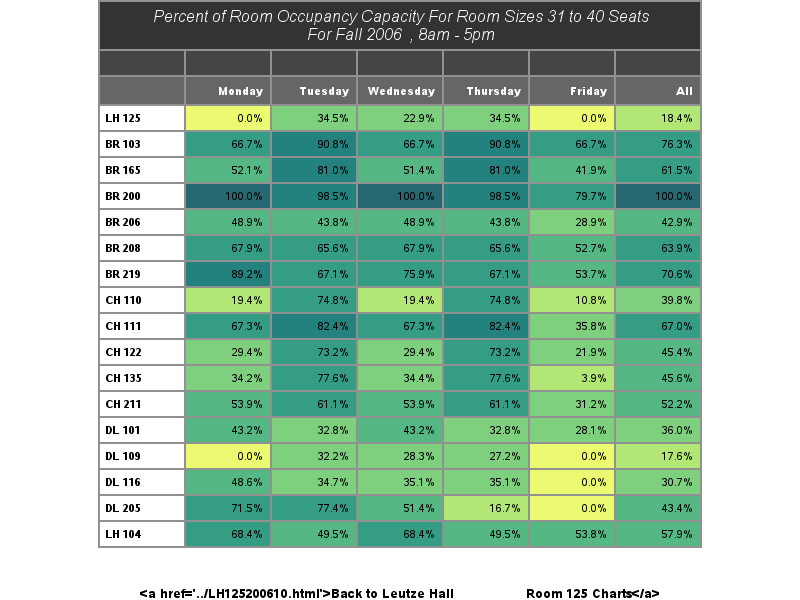 Percent of Room Occupancy Capacity For Room Sizes 31 to 40 Seats
For Fall 2006 , 8am - 5pm
Monday Tuesday Wednesday Thursday Friday All
LH 125 0.0% 34.5% 22.9% 34.5% 0.0% 18.4%
BR 103 66.7% 90.8% 66.7% 90.8% 66.7% 76.3%
BR 165 52.1% 81.0% 51.4% 81.0% 41.9% 61.5%
BR 200 100.0% 98.5% 100.0% 98.5% 79.7% 100.0%
BR 206 48.9% 43.8% 48.9% 43.8% 28.9% 42.9%
BR 208 67.9% 65.6% 67.9% 65.6% 52.7% 63.9%
BR 219 89.2% 67.1% 75.9% 67.1% 53.7% 70.6%
CH 110 19.4% 74.8% 19.4% 74.8% 10.8% 39.8%
CH 111 67.3% 82.4% 67.3% 82.4% 35.8% 67.0%
CH 122 29.4% 73.2% 29.4% 73.2% 21.9% 45.4%
CH 135 34.2% 77.6% 34.4% 77.6% 3.9% 45.6%
CH 211 53.9% 61.1% 53.9% 61.1% 31.2% 52.2%
DL 101 43.2% 32.8% 43.2% 32.8% 28.1% 36.0%
DL 109 0.0% 32.2% 28.3% 27.2% 0.0% 17.6%
DL 116 48.6% 34.7% 35.1% 35.1% 0.0% 30.7%
DL 205 71.5% 77.4% 51.4% 16.7% 0.0% 43.4%
LH 104 68.4% 49.5% 68.4% 49.5% 53.8% 57.9%
<a href='../LH125200610.html'>Back to Leutze Hall Room 125 Charts</a>